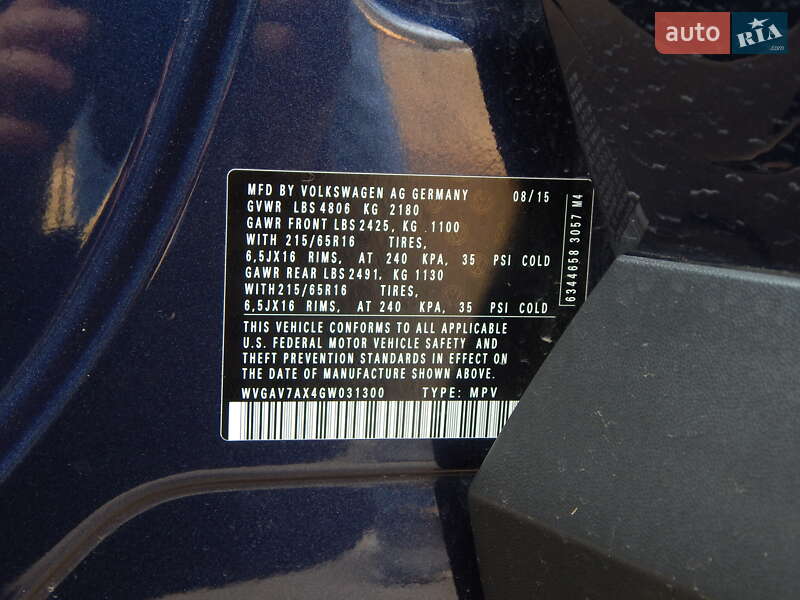 auto RIA
MFD BY VOLKSWAGEN AG GERMANY 08/15
GVWR LBS 4806 KG 2180
GAWR FRONT LBS 2425, KG .1100
WITH 215/65R16 TIRES,
6,5JX16 RIMS, AT 240 KPA, 35 PSI COLD
GAWR REAR LBS 2491, KG 1130
WITH 215/65R16 TIRES,
6,5JX16 RIMS, AT 240 KPA, 35 PSI COLD
THIS VEHICLE CONFORMS TO ALL APPLICABLE
U.S. FEDERAL MOTOR VEHICLE SAFETY AND
THEFT PREVENTION STANDARDS IN EFFECT ON
THE DATE OF MANUFACTURE SHOWN ABOVE.
WVGAV7AX4GW031300 TYPE: MPV
6344658 3057 M4